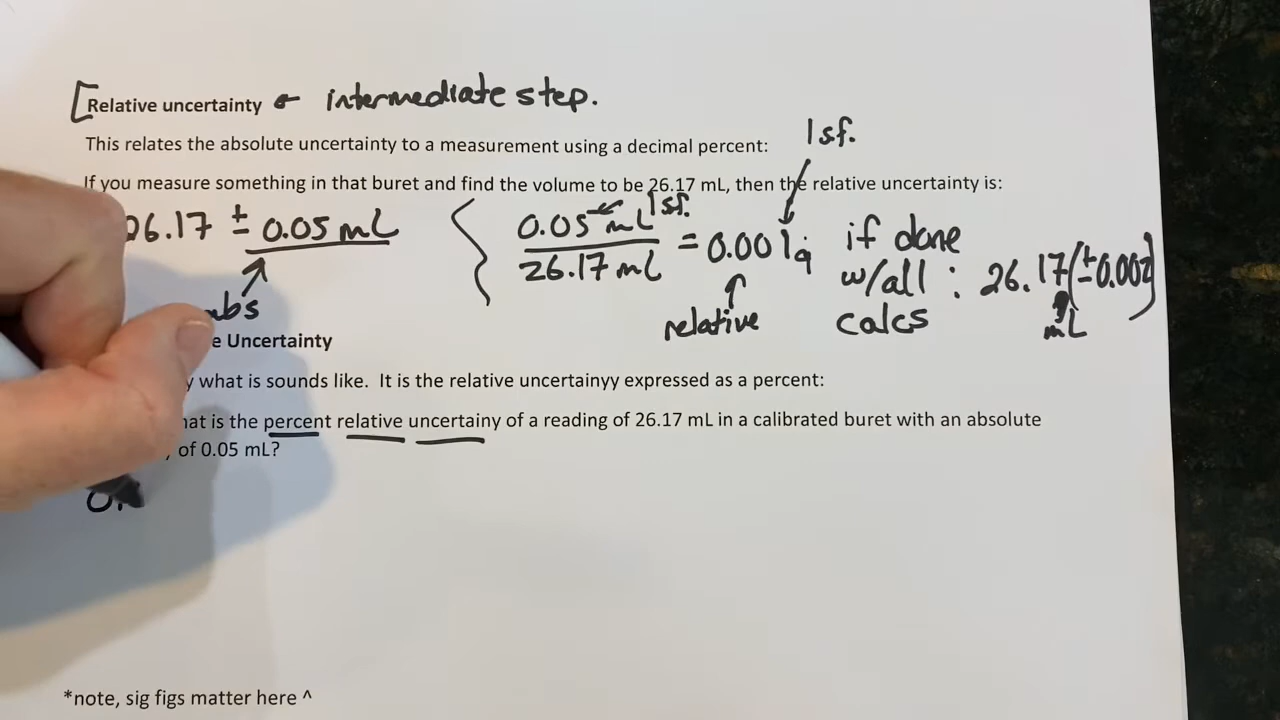 [Relative uncertainty ← intermediate step.
This relates the absolute uncertainty to a measurement using a decimal percent:
1 s.f.
If you measure something in that buret and find the volume to be 26.17 mL, then the relative uncertainty is:
26.17 ± 0.05 mL
abs
0.05 mL 1 s.f.
26.17 mL
= 0.0019
relative
if done
w/all : 26.17 (±0.002)
calcs mL
e Uncertainty
y what is sounds like. It is the relative uncertainyy expressed as a percent:
hat is the percent relative uncertainy of a reading of 26.17 mL in a calibrated buret with an absolute
of 0.05 mL?
0.
*note, sig figs matter here ^